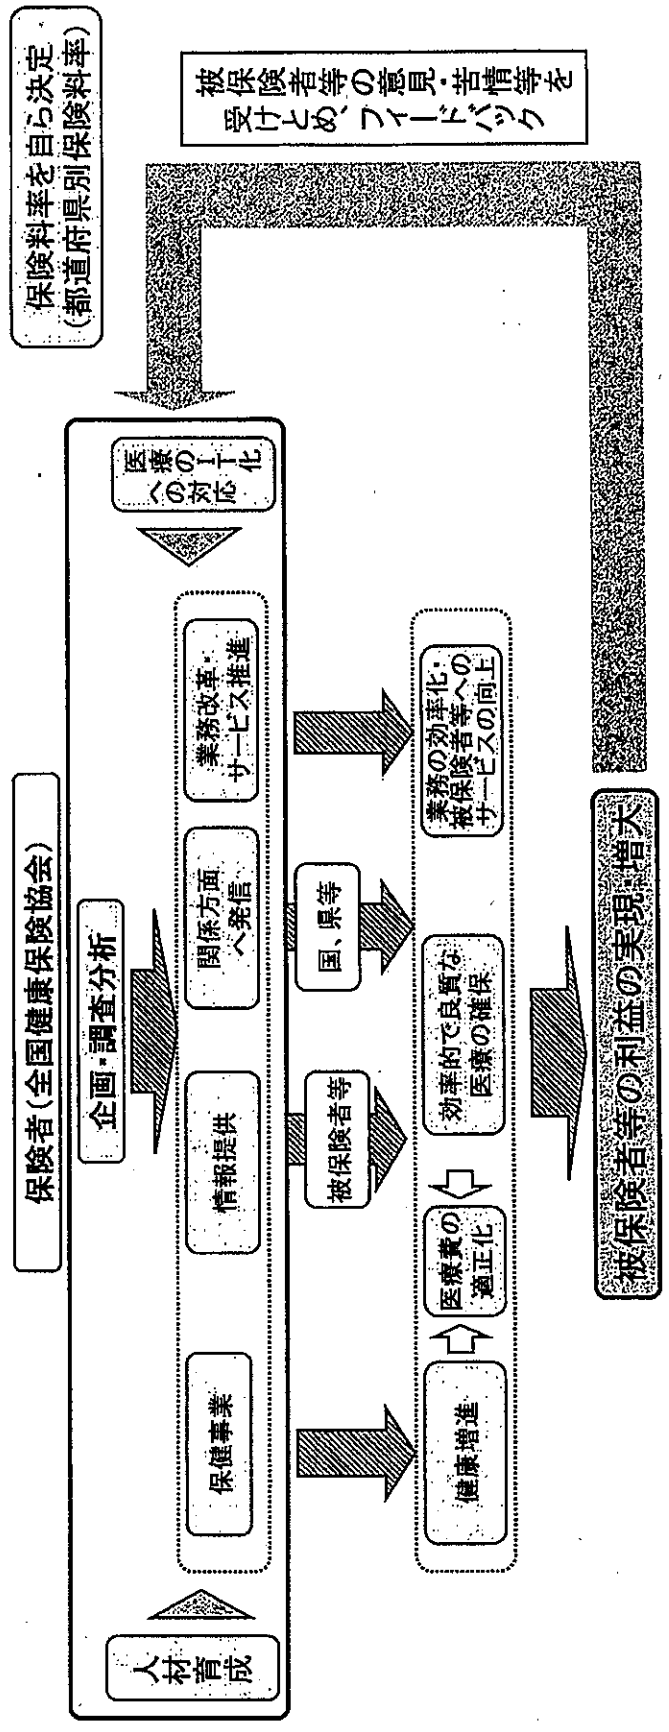 保険料率を自ら決定
(都道府県別保険料率)
保険者(全国健康保険協会)
企画・調査分析
人材
育成
保健事業
情報提供
関係方面
へ発信
業務改革・
サービス推進
医療のIT化
への対応
被保険者等
国、県等
健康増進
医療費の
適正化
効率的で良質な
医療の確保
業務の効率化・
被保険者等への
サービスの向上
被保険者等の利益の実現・増大
被保険者等の意見・苦情等を
受けとめ、フィードバック